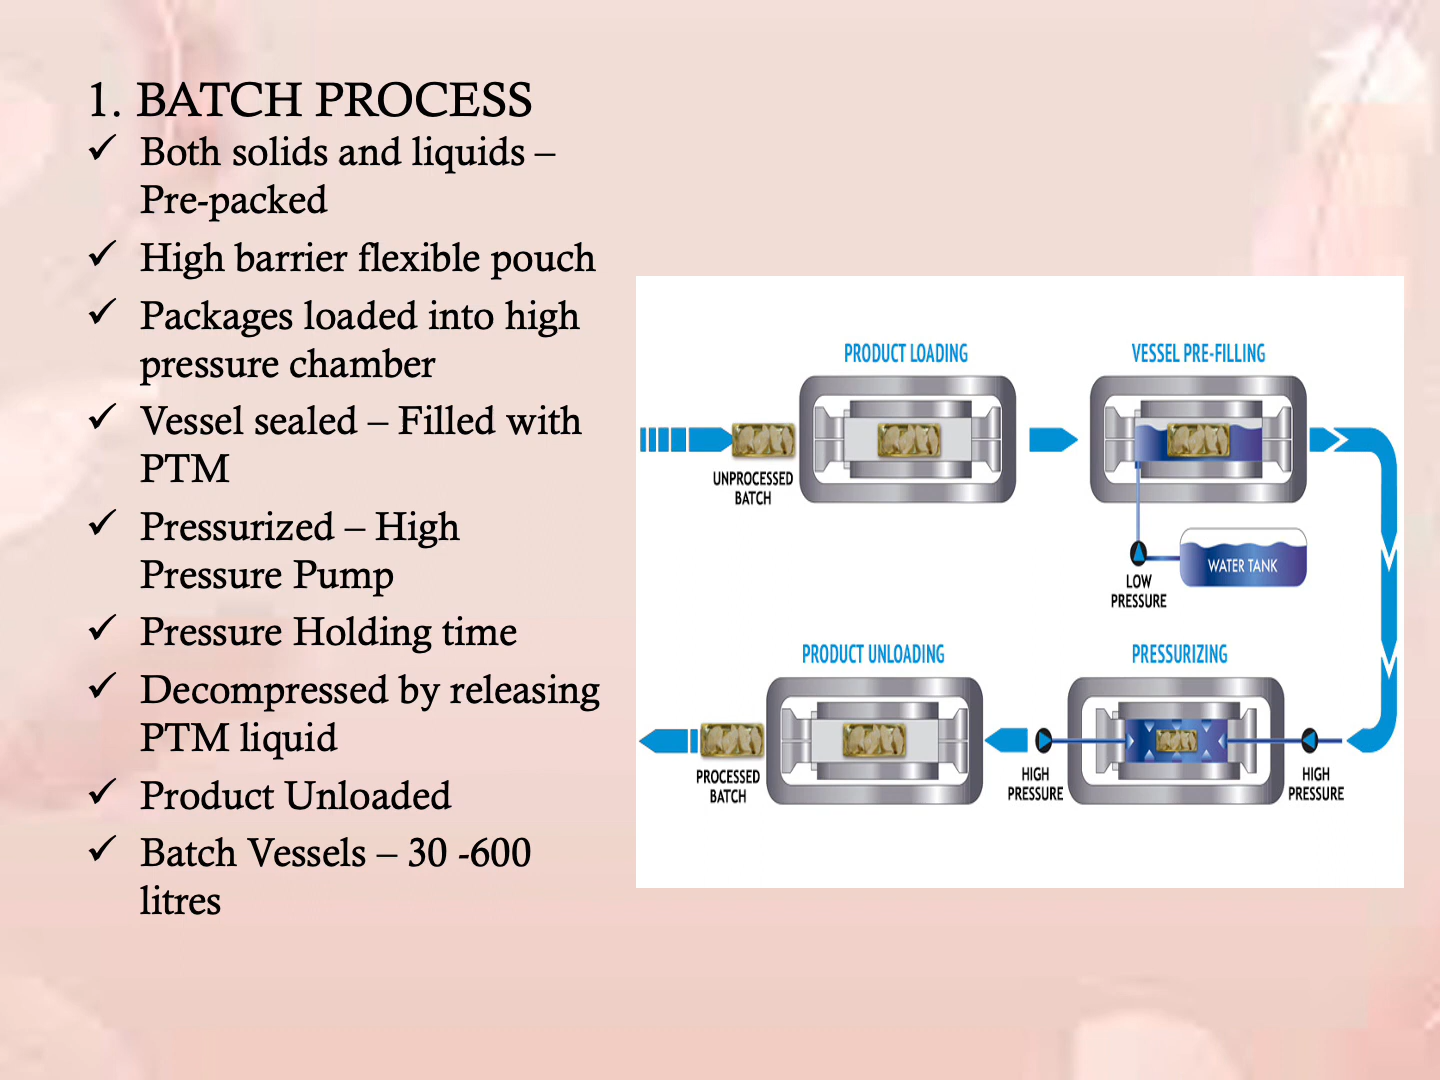 1. BATCH PROCESS
✓ Both solids and liquids –
Pre-packed
✓ High barrier flexible pouch
✓ Packages loaded into high
pressure chamber
✓ Vessel sealed – Filled with
PTM
✓ Pressurized – High
Pressure Pump
✓ Pressure Holding time
✓ Decompressed by releasing
PTM liquid
✓ Product Unloaded
✓ Batch Vessels – 30 -600
litres
PRODUCT LOADING
VESSEL PRE-FILLING
UNPROCESSED
BATCH
WATER TANK
LOW
PRESSURE
PRODUCT UNLOADING
PRESSURIZING
PROCESSED
BATCH
HIGH
PRESSURE
HIGH
PRESSURE